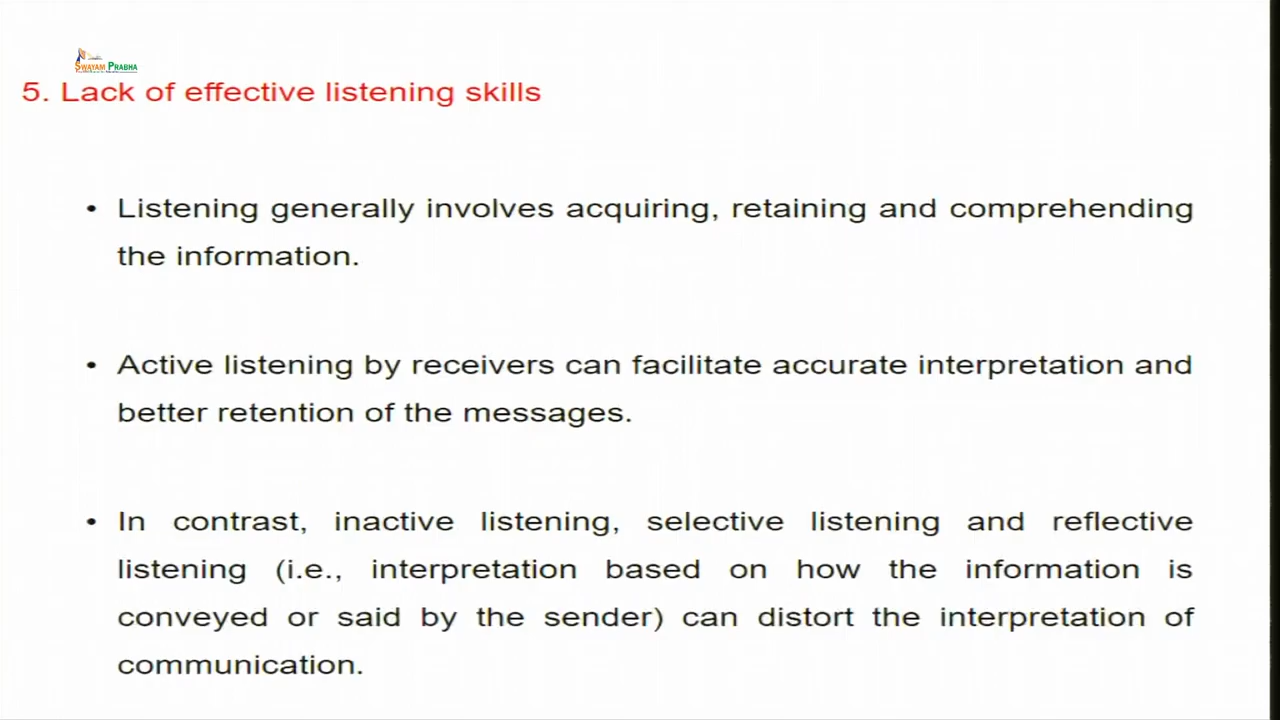 SWAYAM PRABHA
5. Lack of effective listening skills
• Listening generally involves acquiring, retaining and comprehending
the information.
• Active listening by receivers can facilitate accurate interpretation and
better retention of the messages.
• In contrast, inactive listening, selective listening and reflective
listening (i.e., interpretation based on how the information is
conveyed or said by the sender) can distort the interpretation of
communication.